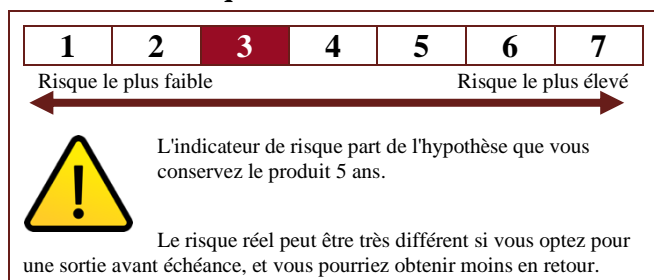 1 2 3 4 5 6 7
Risque le plus faible Risque le plus élevé
L'indicateur de risque part de l'hypothèse que vous
conservez le produit 5 ans.
Le risque réel peut être très différent si vous optez pour
une sortie avant échéance, et vous pourriez obtenir moins en retour.